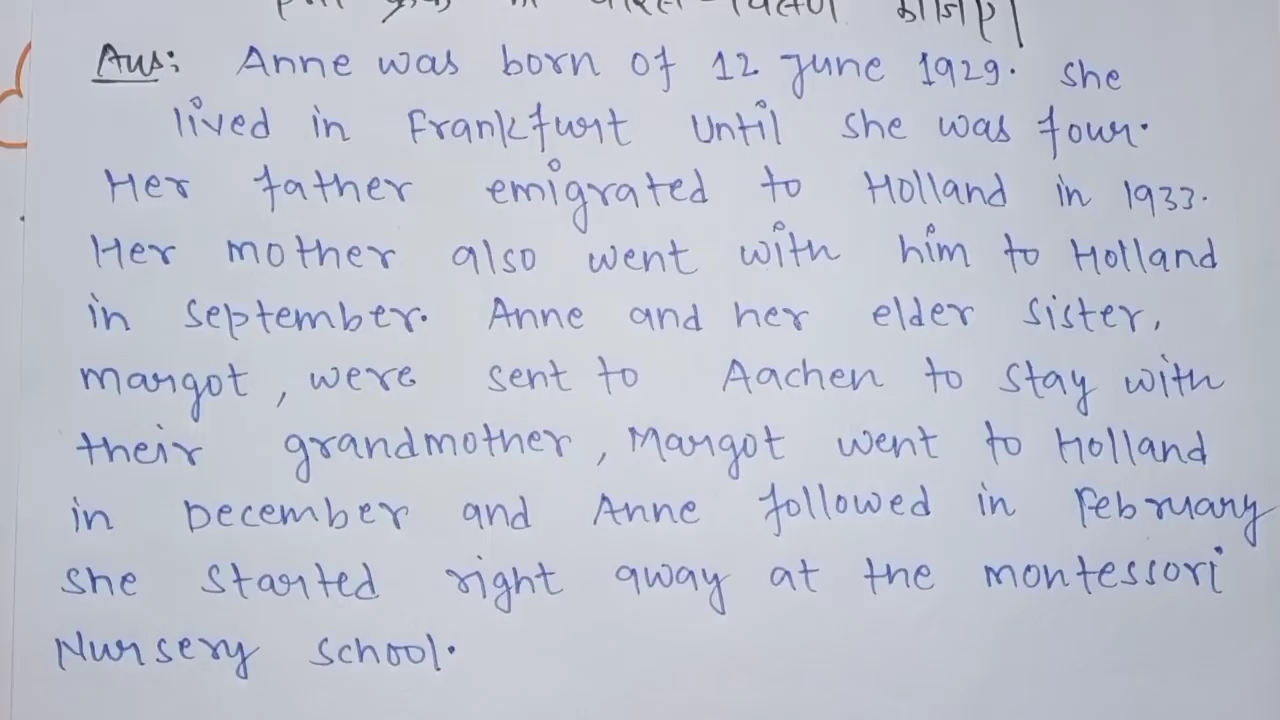 Ans: Anne was born of 12 June 1929. She
lived in Frankfurt Until she was four.
Her father emigrated to Holland in 1933.
Her mother also went with him to Holland
in September. Anne and her elder sister,
Margot, were sent to Aachen to stay with
their grandmother, Margot went to Holland
in December and Anne followed in February
She started right away at the montessori
Nursery school.